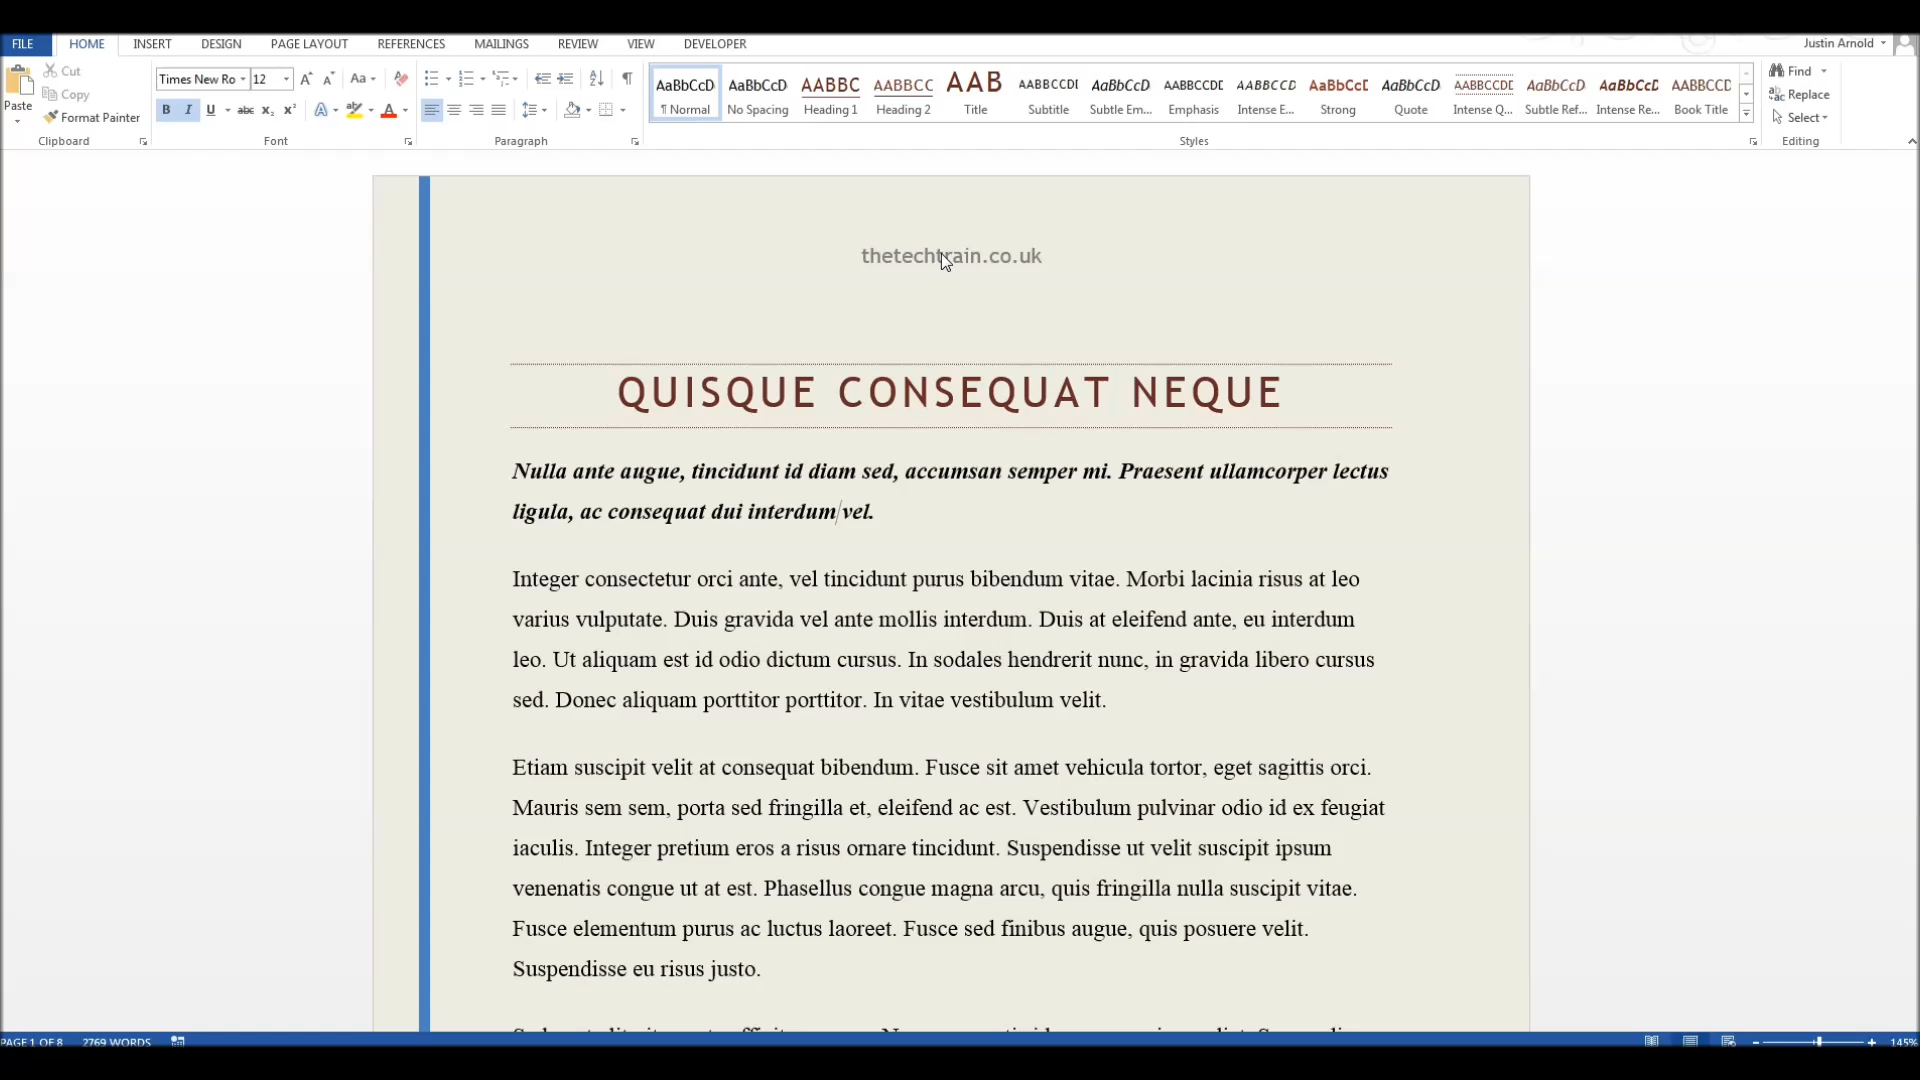 FILE HOME INSERT DESIGN PAGE LAYOUT REFERENCES MAILINGS REVIEW VIEW DEVELOPER Justin Arnold
Paste Cut Copy Format Painter
Clipboard
Times New Ro 12 Aa
B I U abc x₂ x² A A
Font
Paragraph
AaBbCcD AaBbCcD AABBC AABBCC AAB AABBCCDI AaBbCcD AABBCCDE AABBCCD AaBbCcD AaBbCcD AABBCCDE AaBbCcD AaBbCcD AABBCCD
¶ Normal No Spacing Heading 1 Heading 2 Title Subtitle Subtle Em... Emphasis Intense E... Strong Quote Intense Q... Subtle Ref... Intense Re... Book Title
Styles
Find
Replace
Select
Editing
thetechtrain.co.uk
QUISQUE CONSEQUAT NEQUE
Nulla ante augue, tincidunt id diam sed, accumsan semper mi. Praesent ullamcorper lectus
ligula, ac consequat dui interdum vel.
Integer consectetur orci ante, vel tincidunt purus bibendum vitae. Morbi lacinia risus at leo
varius vulputate. Duis gravida vel ante mollis interdum. Duis at eleifend ante, eu interdum
leo. Ut aliquam est id odio dictum cursus. In sodales hendrerit nunc, in gravida libero cursus
sed. Donec aliquam porttitor porttitor. In vitae vestibulum velit.
Etiam suscipit velit at consequat bibendum. Fusce sit amet vehicula tortor, eget sagittis orci.
Mauris sem sem, porta sed fringilla et, eleifend ac est. Vestibulum pulvinar odio id ex feugiat
iaculis. Integer pretium eros a risus ornare tincidunt. Suspendisse ut velit suscipit ipsum
venenatis congue ut at est. Phasellus congue magna arcu, quis fringilla nulla suscipit vitae.
Fusce elementum purus ac luctus laoreet. Fusce sed finibus augue, quis posuere velit.
Suspendisse eu risus justo.
PAGE 1 OF 8 2769 WORDS 145%